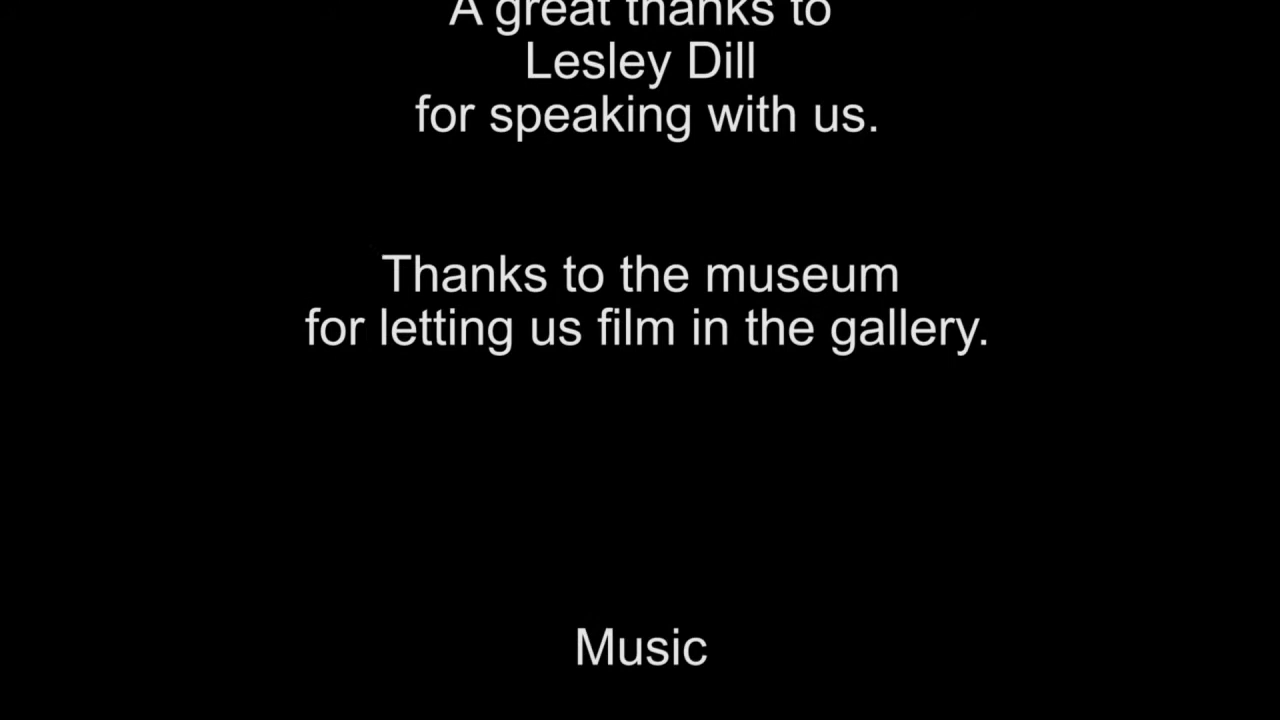 A great thanks to
Lesley Dill
for speaking with us.
Thanks to the museum
for letting us film in the gallery.
Music